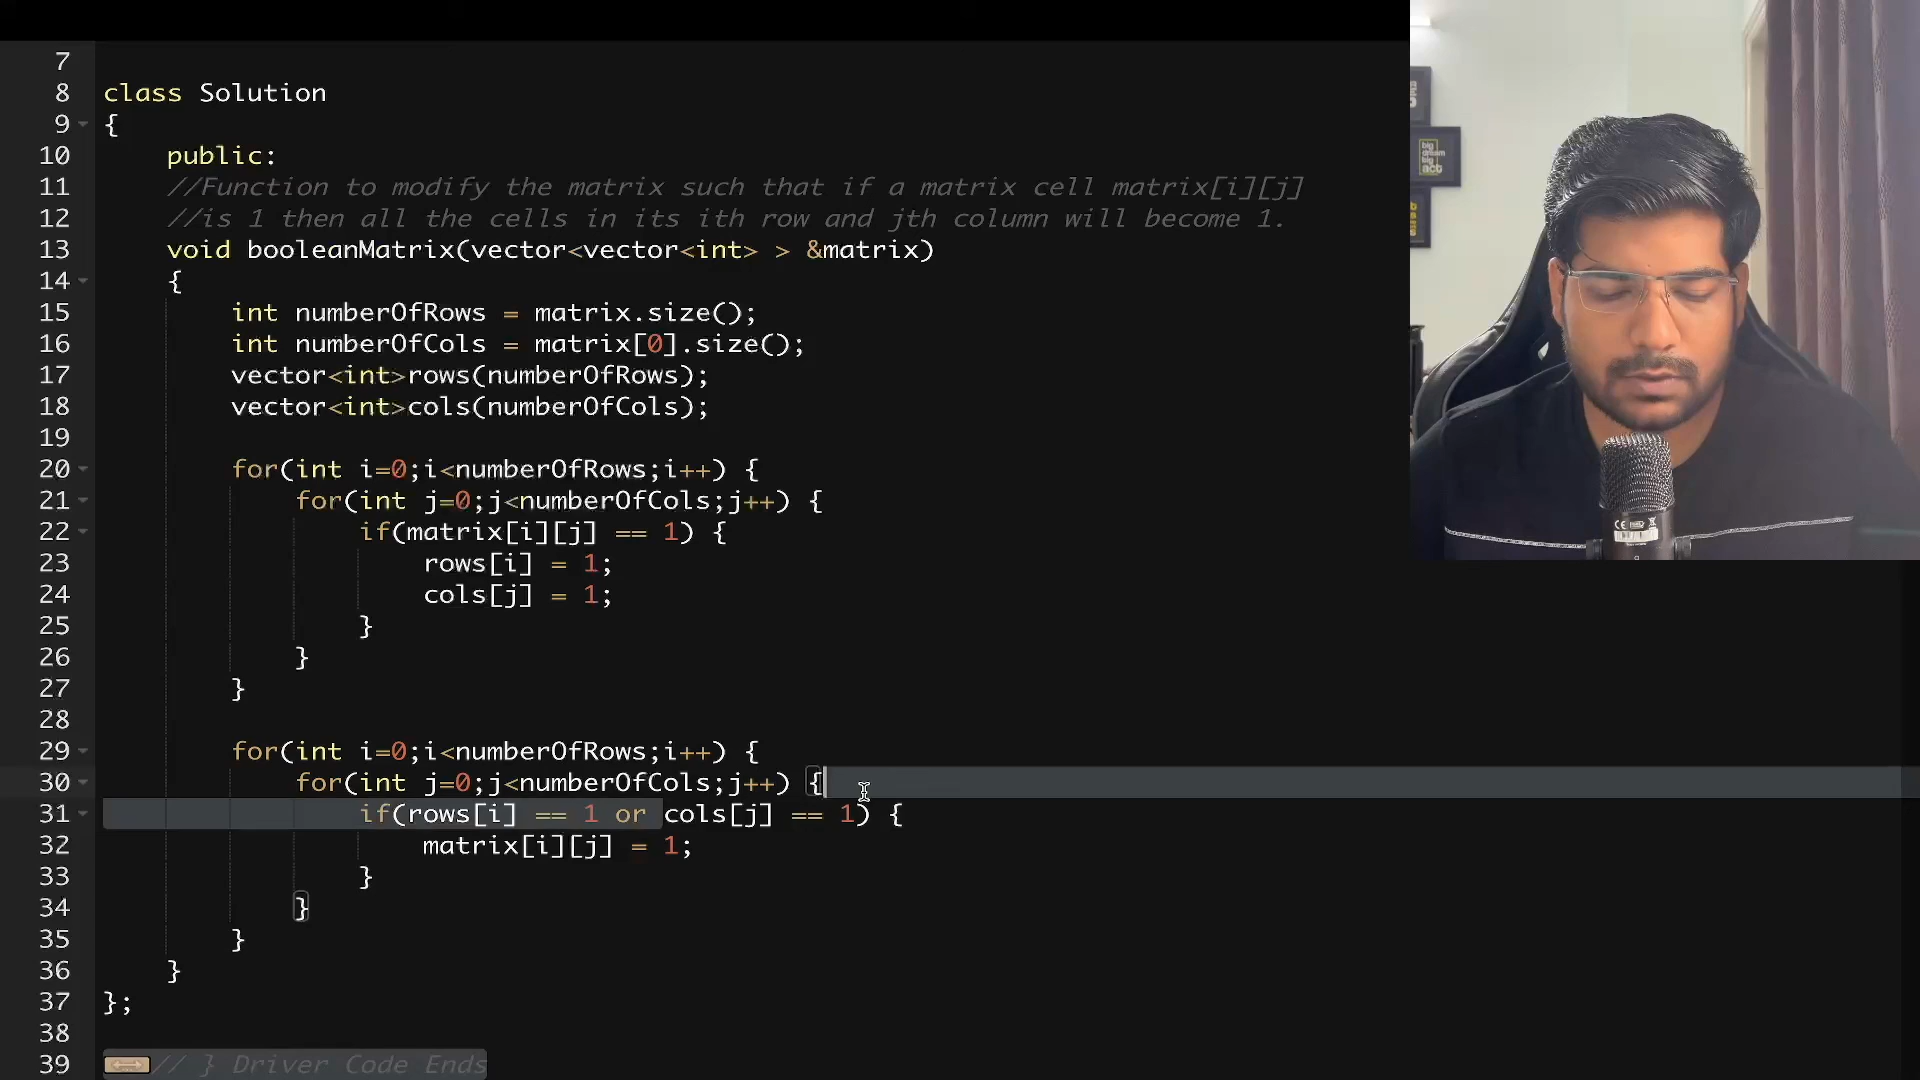 7
8 class Solution
9 {
10 public:
11 //Function to modify the matrix such that if a matrix cell matrix[i][j]
12 //is 1 then all the cells in its ith row and jth column will become 1.
13 void booleanMatrix(vector<vector<int> > &matrix)
14 {
15 int numberOfRows = matrix.size();
16 int numberOfCols = matrix[0].size();
17 vector<int>rows(numberOfRows);
18 vector<int>cols(numberOfCols);
19
20 for(int i=0;i<numberOfRows;i++) {
21 for(int j=0;j<numberOfCols;j++) {
22 if(matrix[i][j] == 1) {
23 rows[i] = 1;
24 cols[j] = 1;
25 }
26 }
27 }
28
29 for(int i=0;i<numberOfRows;i++) {
30 for(int j=0;j<numberOfCols;j++) {
31 if(rows[i] == 1 or cols[j] == 1) {
32 matrix[i][j] = 1;
33 }
34 }
35 }
36 }
37 };
38
39 // } Driver Code Ends
big
dream
big
act